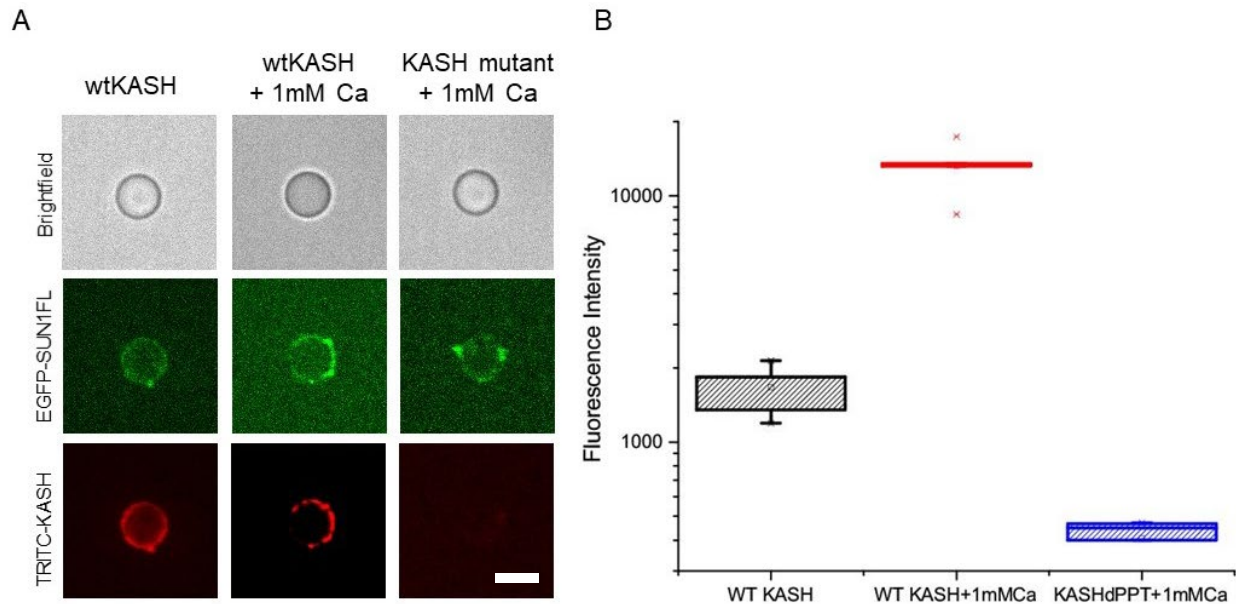 A
B
wtKASH
wtKASH
+ 1mM Ca
KASH mutant
+ 1mM Ca
Brightfield
EGFP-SUN1FL
TRITC-KASH
Fluorescence Intensity
10000
1000
WT KASH
WT KASH+1mMCa
KASHdPPT+1mMCa